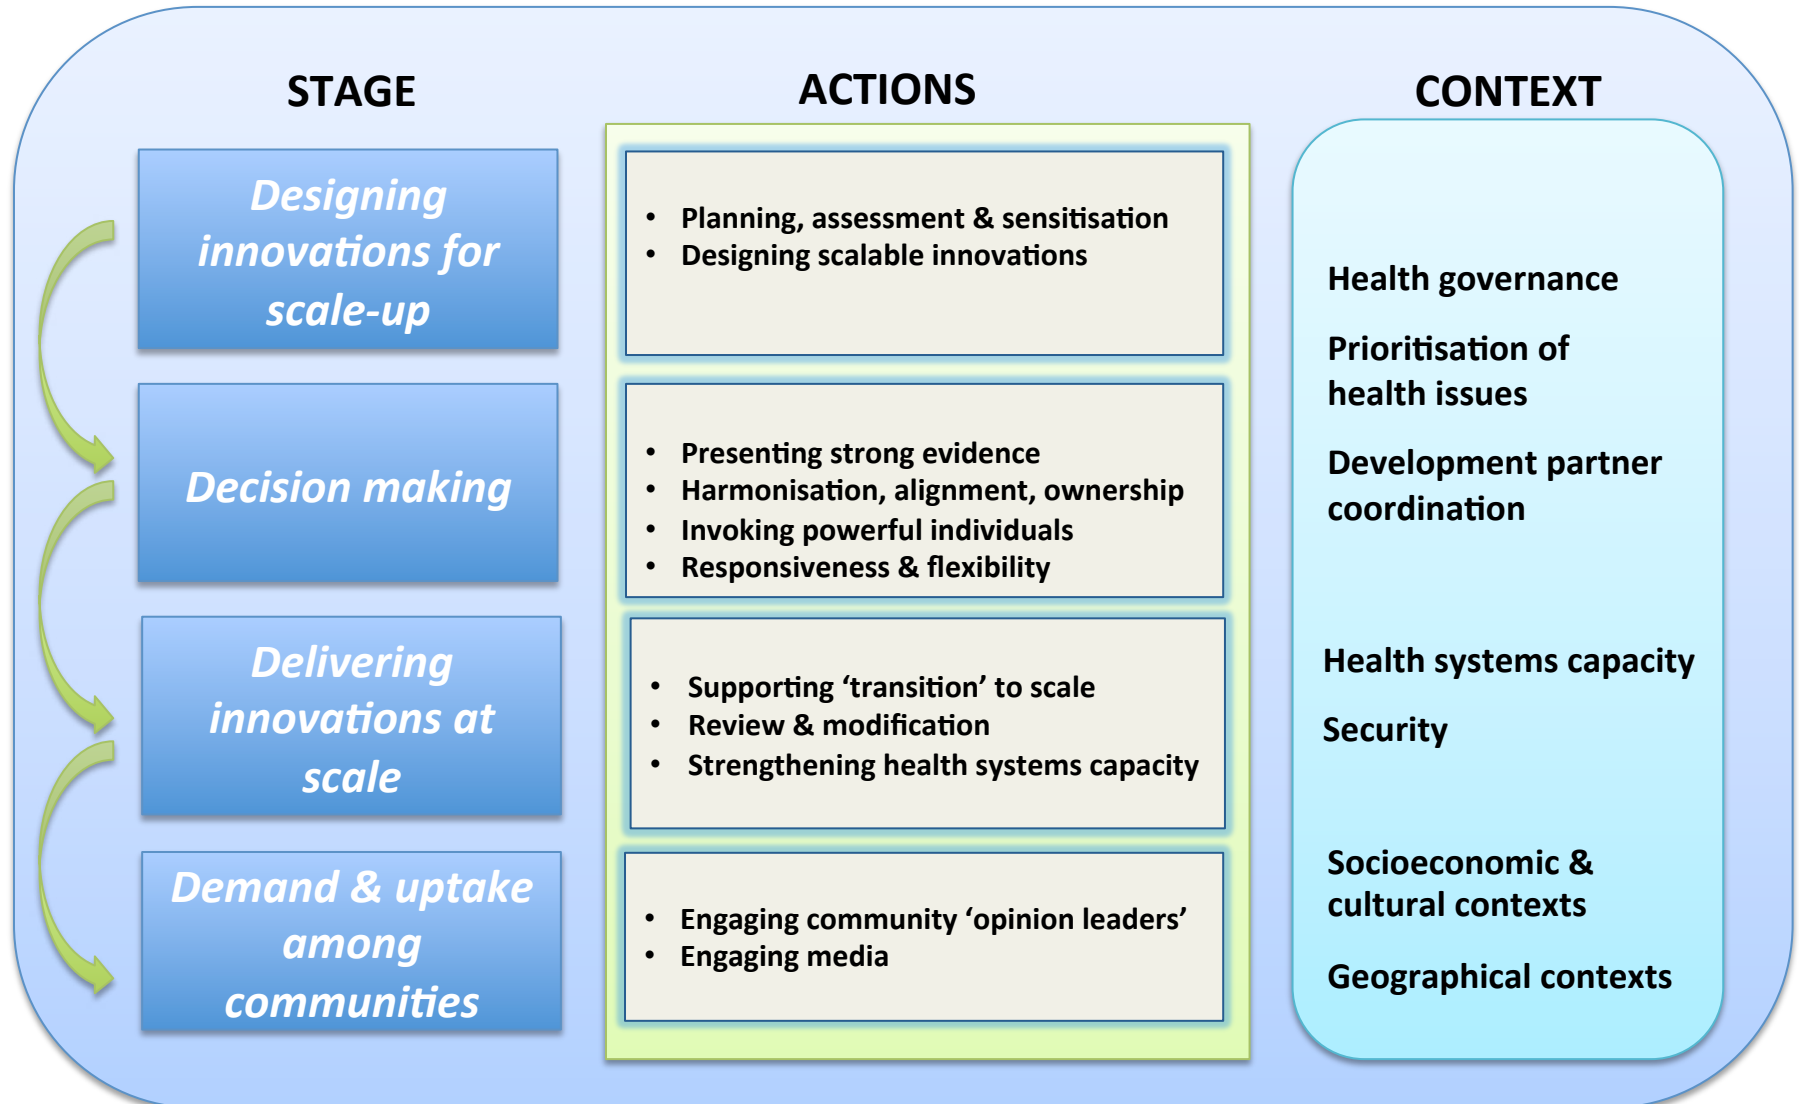 STAGE
ACTIONS
CONTEXT
Designing
innovations for
scale-up
• Planning, assessment & sensitisation
• Designing scalable innovations
Decision making
• Presenting strong evidence
• Harmonisation, alignment, ownership
• Invoking powerful individuals
• Responsiveness & flexibility
Delivering
innovations at
scale
• Supporting ‘transition’ to scale
• Review & modification
• Strengthening health systems capacity
Demand & uptake
among
communities
• Engaging community ‘opinion leaders’
• Engaging media
Health governance
Prioritisation of
health issues
Development partner
coordination
Health systems capacity
Security
Socioeconomic &
cultural contexts
Geographical contexts